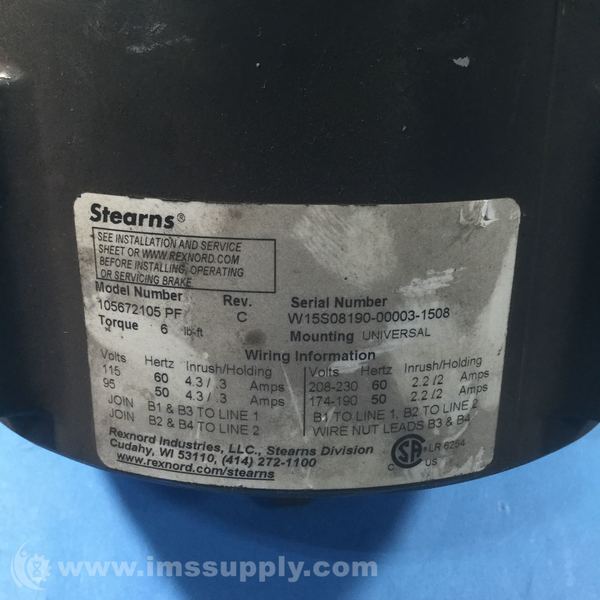 Stearns®
SEE INSTALLATION AND SERVICE
SHEET OR WWW.REXNORD.COM
BEFORE INSTALLING, OPERATING
OR SERVICING BRAKE
Model Number Rev. Serial Number
105672105 PF C W15S08190-00003-1508
Torque 6 lb-ft Mounting UNIVERSAL
Wiring Information
Volts Hertz Inrush/Holding
115 60 4.3 / .3 Amps
95 50 4.3 / .3 Amps
JOIN B1 & B3 TO LINE 1
JOIN B2 & B4 TO LINE 2
Volts Hertz Inrush/Holding
208-230 60 2.2 /.2 Amps
174-190 50 2.2 /.2 Amps
B1 TO LINE 1, B2 TO LINE 2
WIRE NUT LEADS B3 & B4
Rexnord Industries, LLC., Stearns Division
Cudahy, WI 53110, (414) 272-1100
www.rexnord.com/stearns
SA ® LR 6254
C US
www.imssupply.com